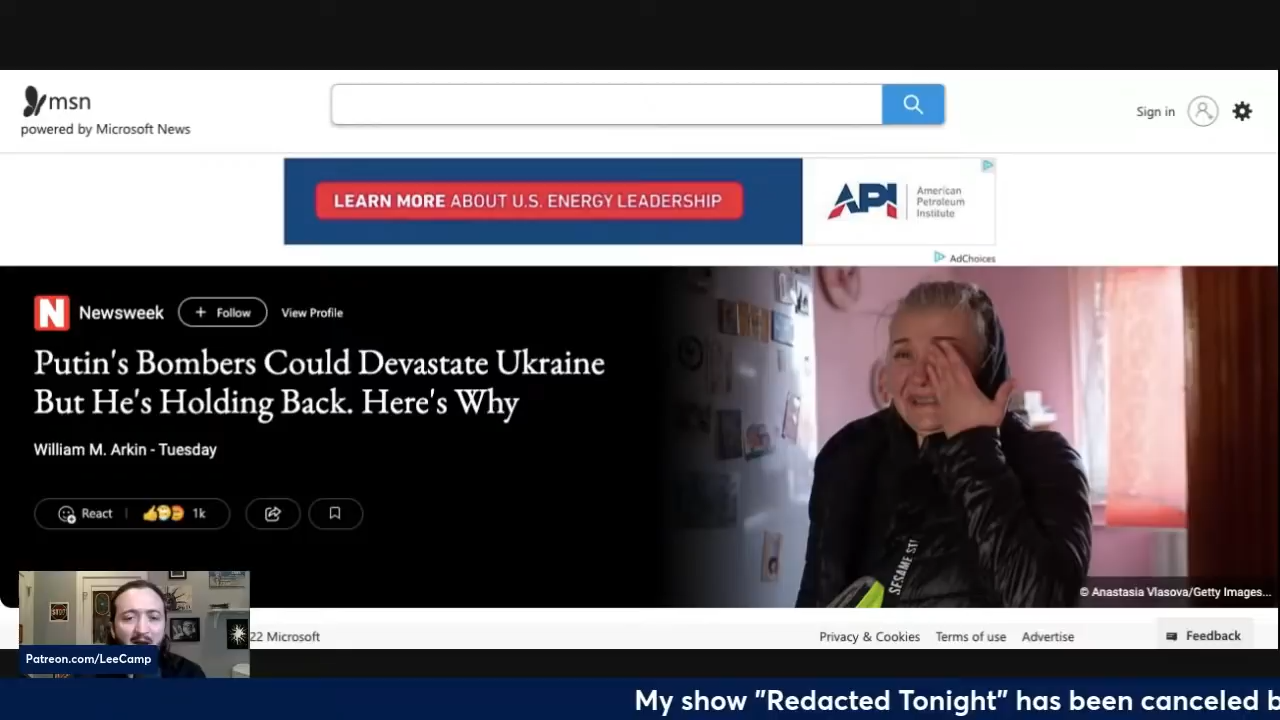 msn
powered by Microsoft News
Sign in
LEARN MORE ABOUT U.S. ENERGY LEADERSHIP
API
American
Petroleum
Institute
AdChoices
N Newsweek
+ Follow
View Profile
Putin's Bombers Could Devastate Ukraine
But He's Holding Back. Here's Why
William M. Arkin - Tuesday
React
1k
SESAME ST
© Anastasia Vlasova/Getty Images...
22 Microsoft
Privacy & Cookies
Terms of use
Advertise
Feedback
Patreon.com/LeeCamp
My show "Redacted Tonight" has been canceled b